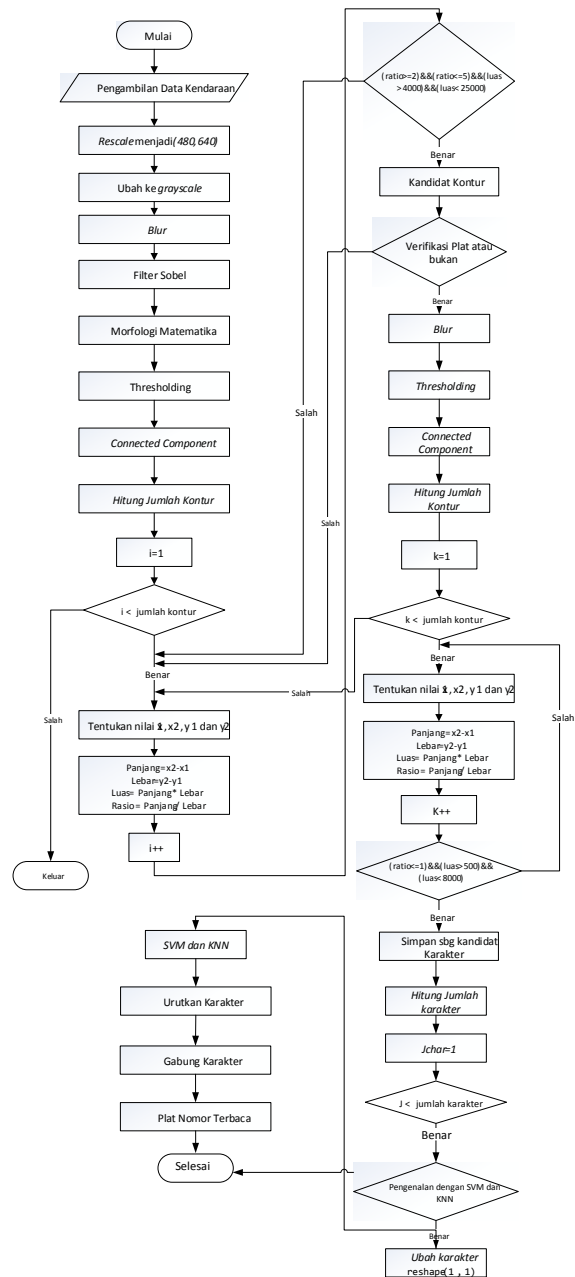 Mulai
Pengambilan Data Kendaraan
Rescale menjadi (480,640)
Ubah ke grayscale
Blur
Filter Sobel
Morfologi Matematika
Thresholding
Connected Component
Hitung Jumlah Kontur
i=1
i < jumlah kontur
Benar
Salah
Tentukan nilai x1, x2, y1 dan y2
Panjang=x2-x1
Lebar=y2-y1
Luas= Panjang* Lebar
Rasio= Panjang/ Lebar
i++
Keluar
(ratio>=2)&&(ratio<=5)&&(luas
>4000)&&(luas<25000)
Salah
Benar
Kandidat Kontur
Verifikasi Plat atau
bukan
Salah
Benar
Blur
Thresholding
Connected
Component
Hitung Jumlah
Kontur
k=1
k < jumlah kontur
Salah
Benar
Tentukan nilai x1, x2, y1 dan y2
Panjang=x2-x1
Lebar=y2-y1
Luas= Panjang* Lebar
Rasio= Panjang/ Lebar
K++
(ratio<=1)&&(luas>500)&&
(luas<8000)
Salah
Benar
Simpan sbg kandidat
Karakter
Hitung Jumlah
karakter
Jchar=1
J < jumlah karakter
Benar
Pengenalan dengan SVM dan
KNN
Benar
Ubah karakter
reshape(1 , 1)
SVM dan KNN
Urutkan Karakter
Gabung Karakter
Plat Nomor Terbaca
Selesai